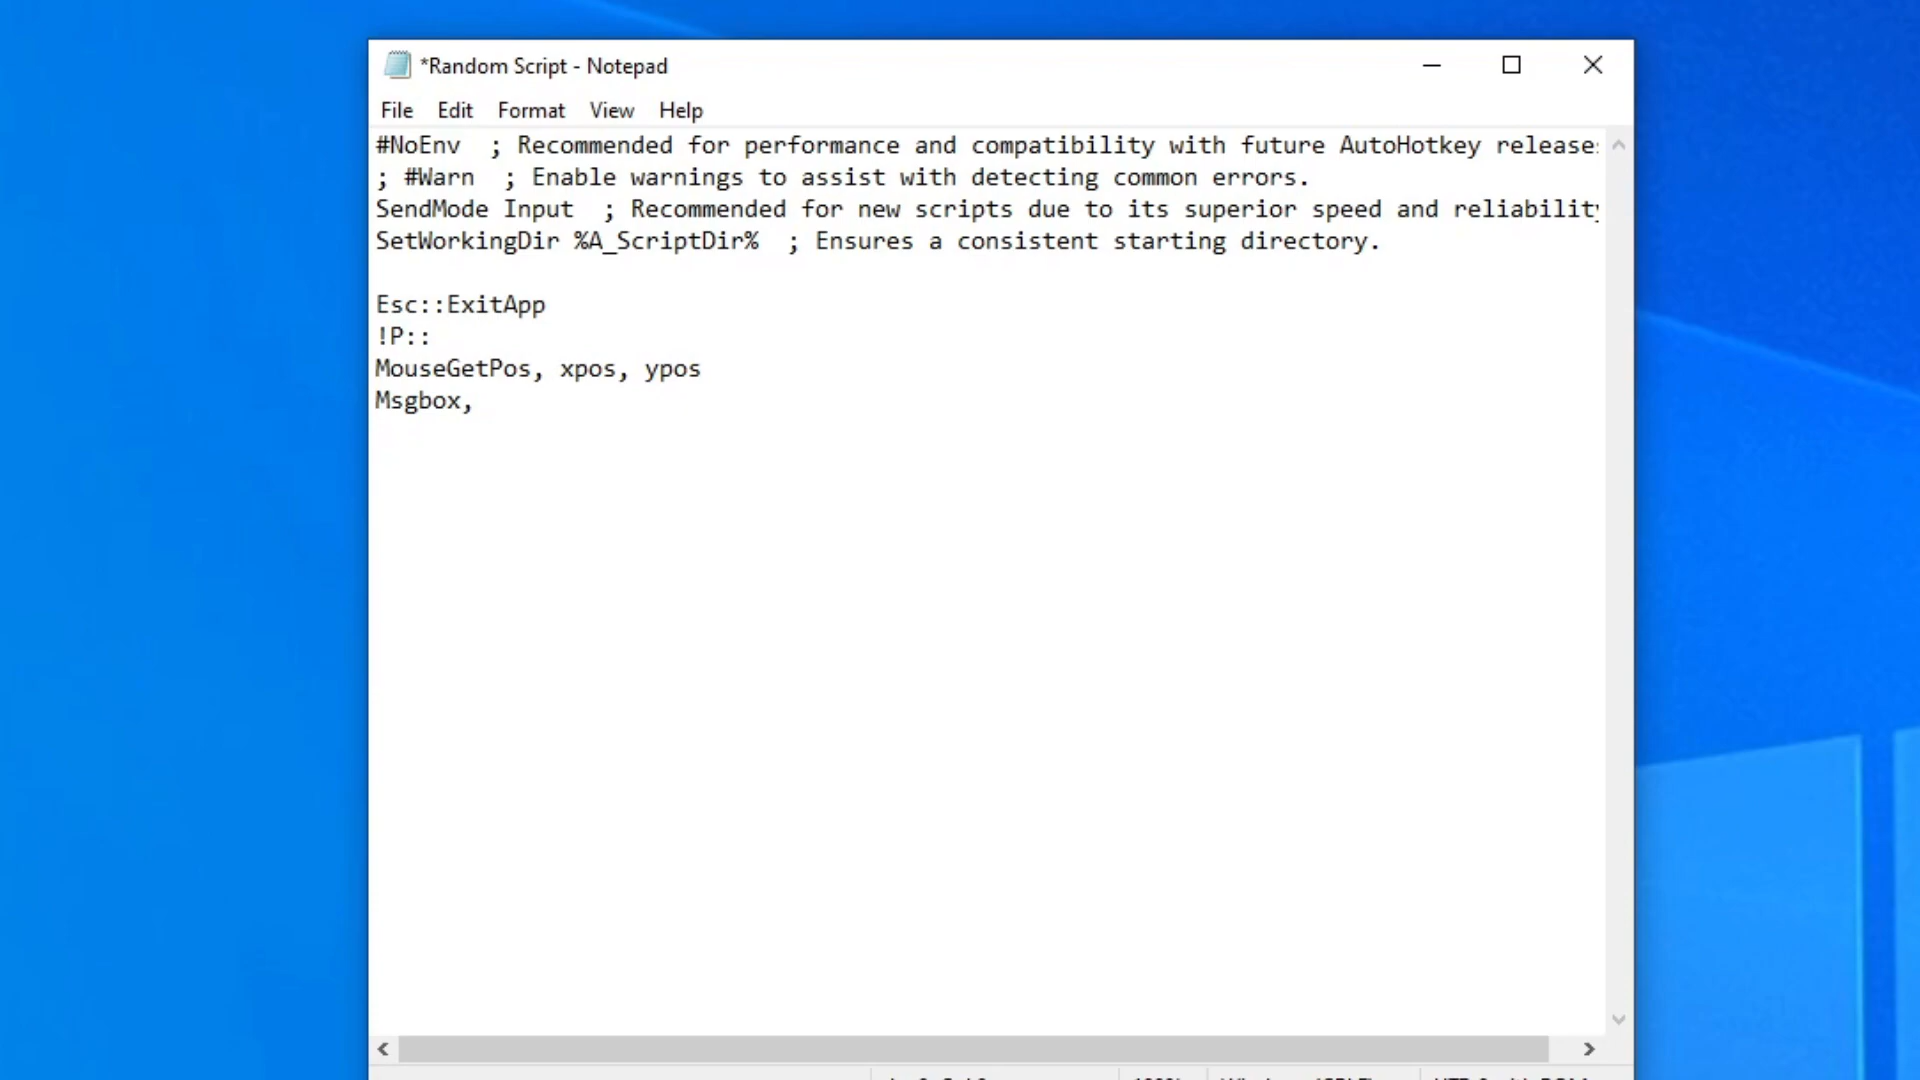 *Random Script - Notepad
File Edit Format View Help
#NoEnv  ; Recommended for performance and compatibility with future AutoHotkey release
; #Warn  ; Enable warnings to assist with detecting common errors.
SendMode Input  ; Recommended for new scripts due to its superior speed and
SetWorkingDir %A_ScriptDir%  ; Ensures a consistent starting directory.
Esc::ExitApp
!P::
MouseGetPos, xpos, ypos
Msgbox,